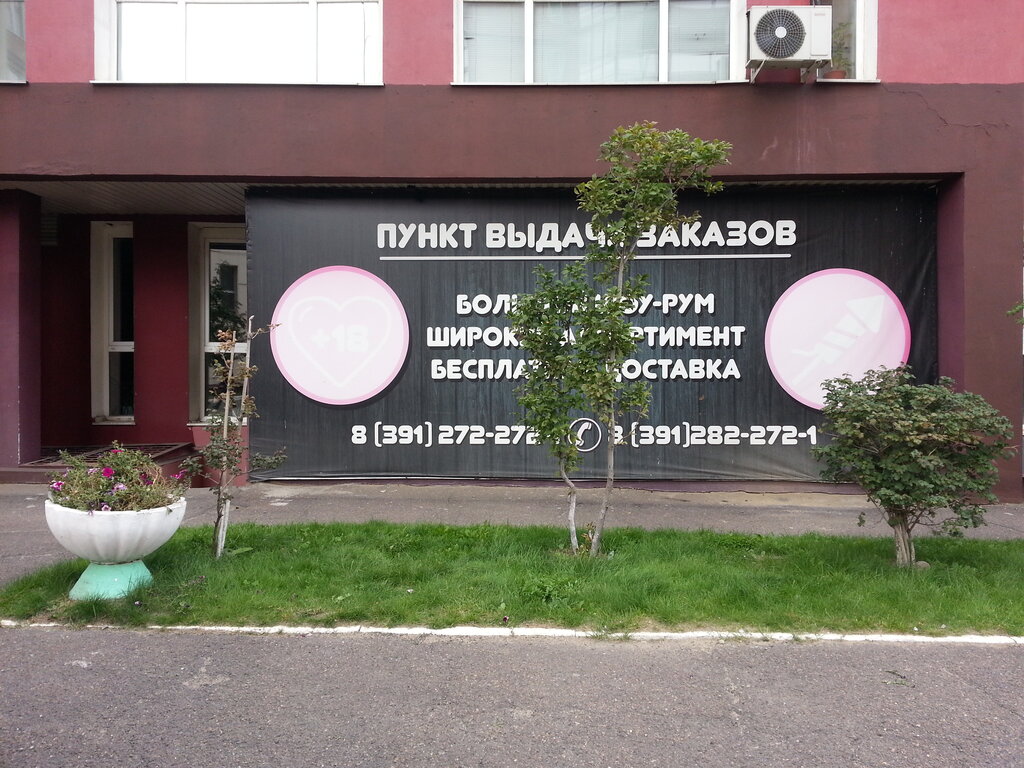 ПУНКТ ВЫДАЧИ ЗАКАЗОВ
+18
ШОУ-РУМ
ШИРОКИЙ АССОРТИМЕНТ
БЕСПЛАТНАЯ ДОСТАВКА
8 (391) 272-272
(391)282-272-1